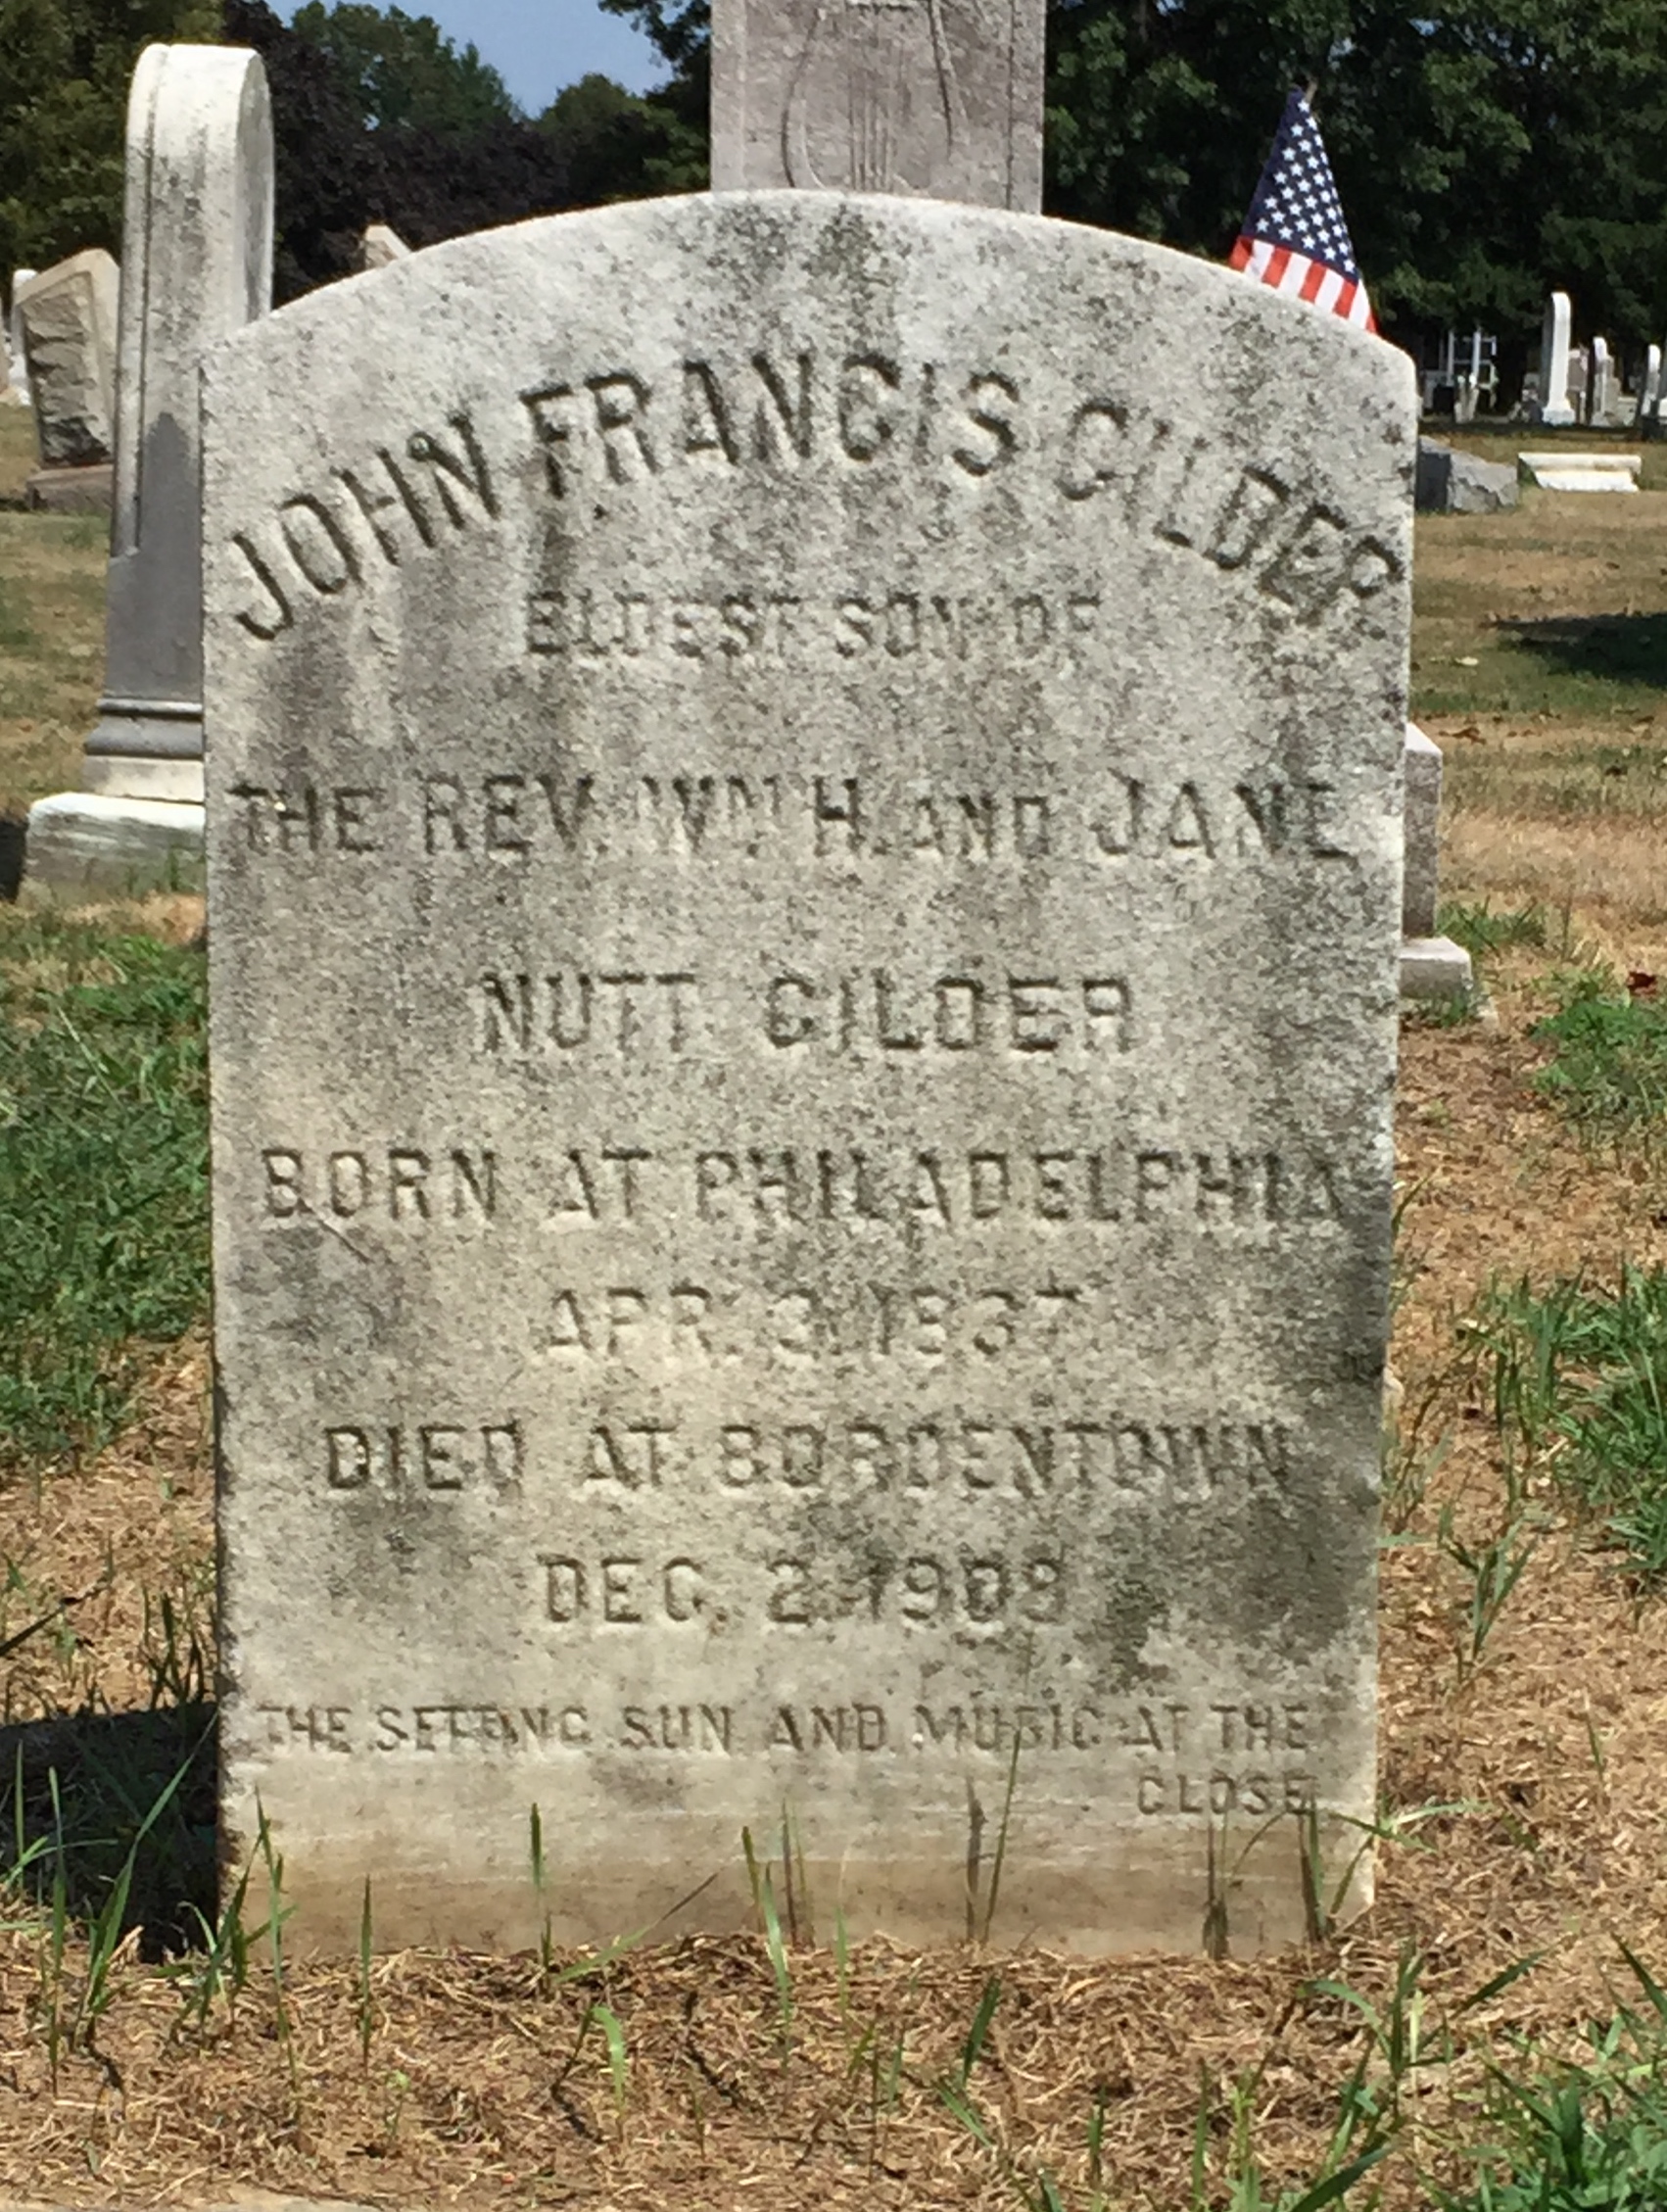 JOHN FRANCIS GILDER
ELDEST SON OF
THE REV. WM H. AND JANE
NUTT GILDER
BORN AT PHILADELPHIA
APR. 3. 1837
DIED AT BORDENTOWN
DEC. 2. 1908
THE SETTING SUN AND MUSIC AT THE
CLOSE